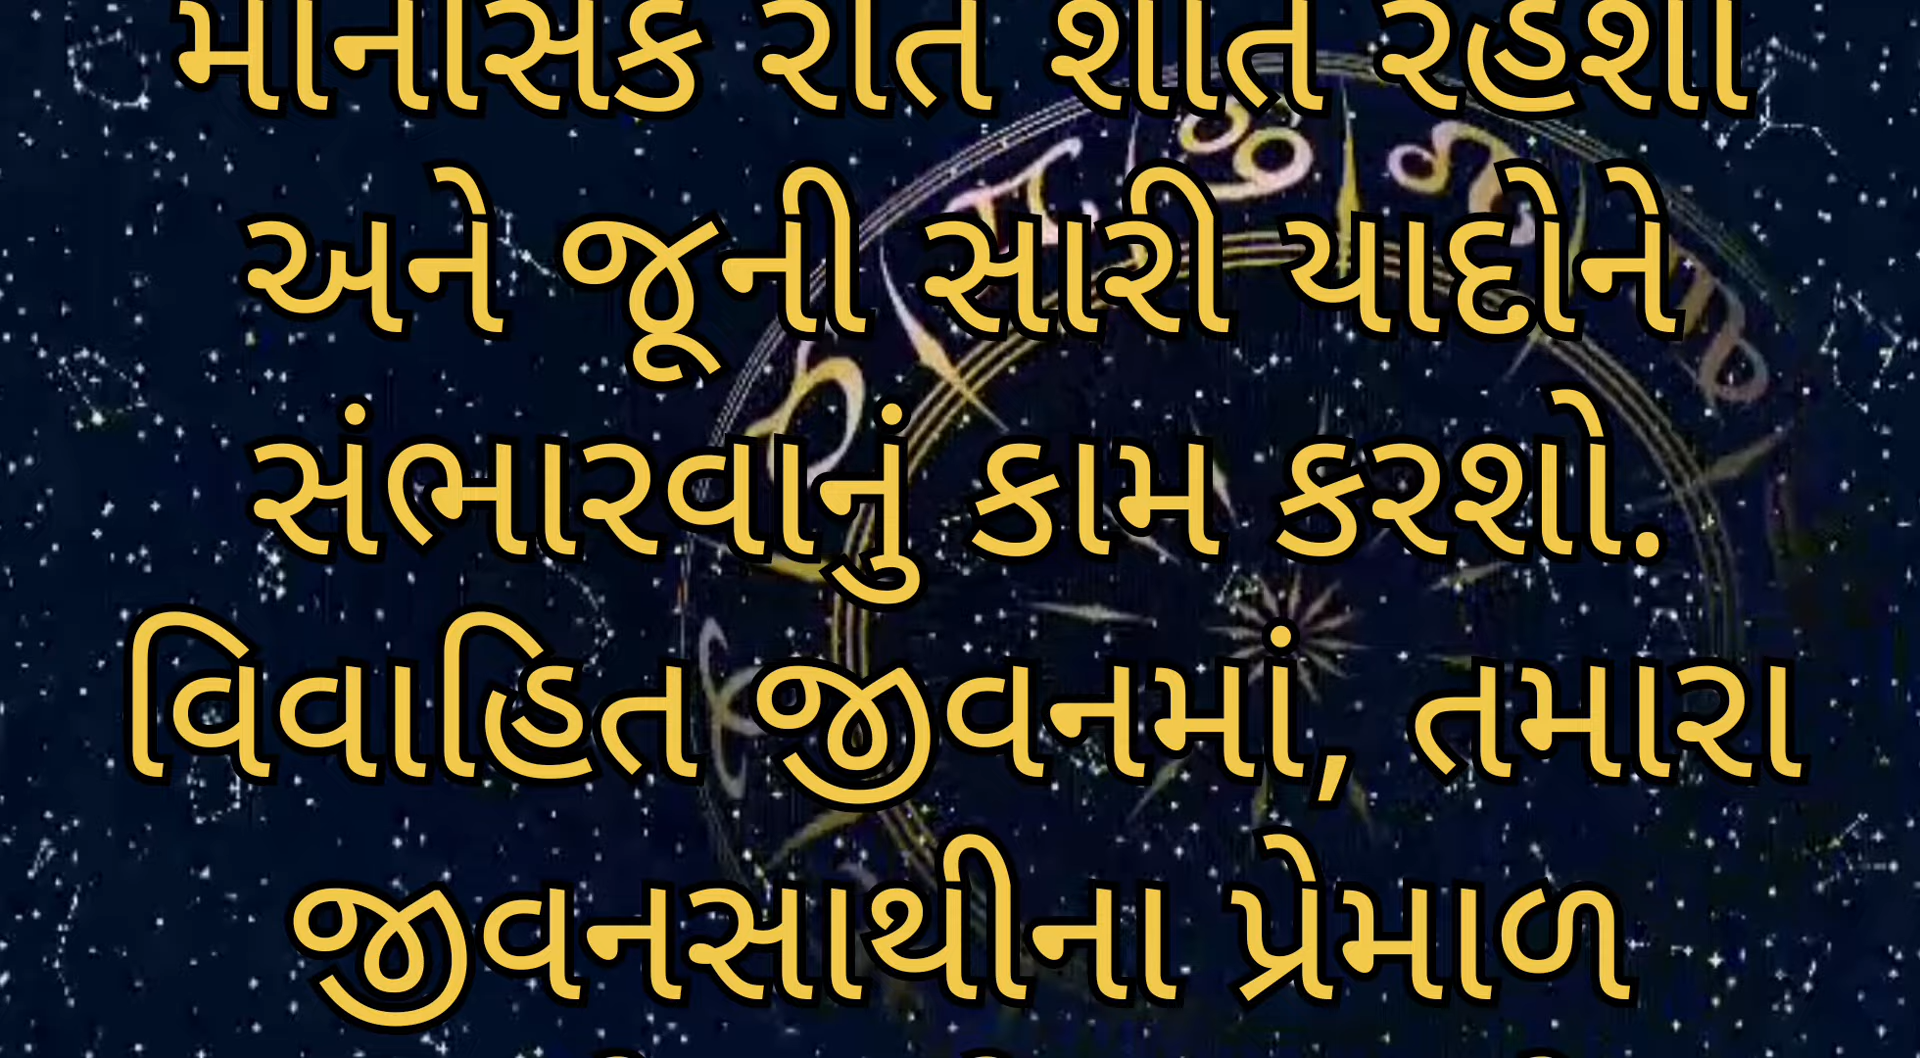 માનસિક રીતે શાંત રહેશો
અને જૂની સારી યાદોને
સંભારવાનું કામ કરશો.
વિવાહિત જીવનમાં, તમારા
જીવનસાથીના પ્રેમાળ